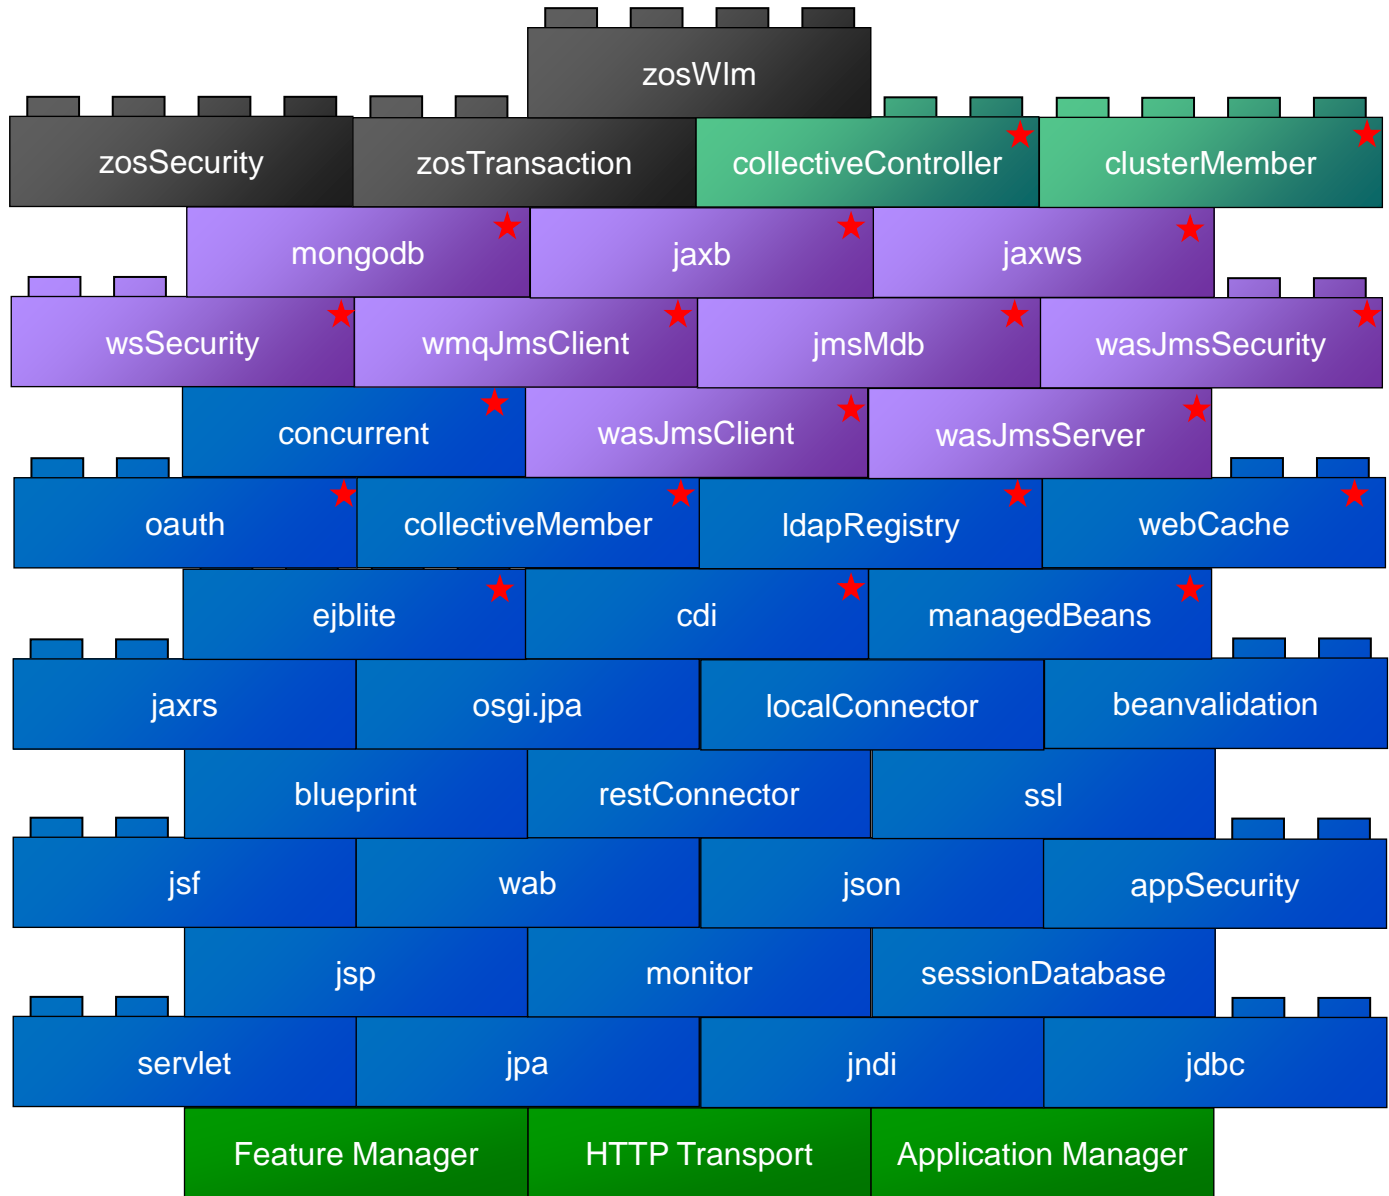 zosWlm
zosSecurity
zosTransaction
collectiveController
clusterMember
mongodb
jaxb
jaxws
wsSecurity
wmqJmsClient
jmsMdb
wasJmsSecurity
concurrent
wasJmsClient
wasJmsServer
oauth
collectiveMember
ldapRegistry
webCache
ejblite
cdi
managedBeans
jaxrs
osgi.jpa
localConnector
beanvalidation
blueprint
restConnector
ssl
jsf
wab
json
appSecurity
jsp
monitor
sessionDatabase
servlet
jpa
jndi
jdbc
Feature Manager
HTTP Transport
Application Manager